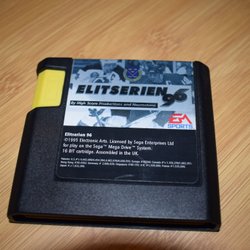 ELITSERIEN
96
By High Score Productions and Neurostone
EA
SPORTS
Elitserien 96
©1995 Electronic Arts. Licensed by Sega Enterprises Ltd
for play on the Sega™ Mega Drive™ System.
16 BIT cartridge. Assembled in the UK.